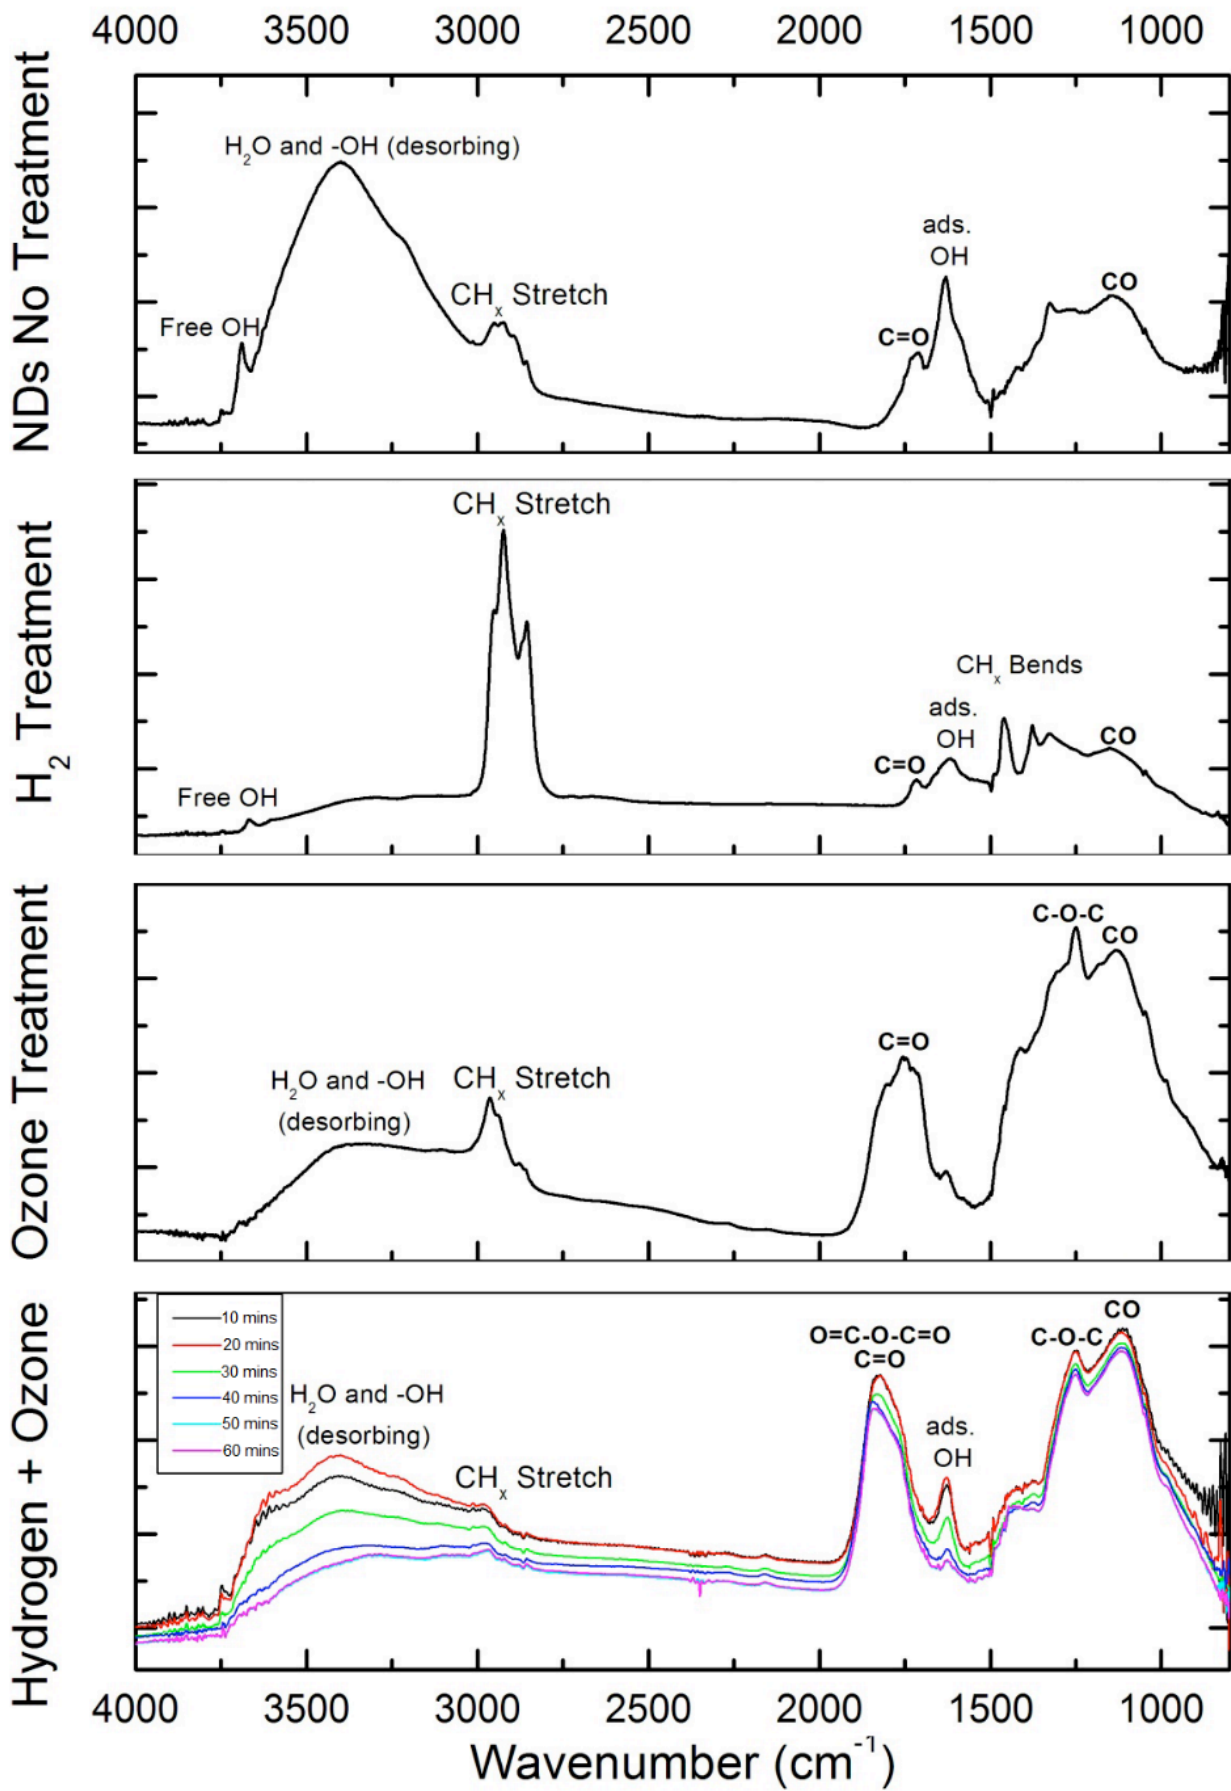 4000 3500 3000 2500 2000 1500 1000
NDs No Treatment
H₂O and -OH (desorbing)
Free OH
CHₓ Stretch
C=O
ads.
OH
CO
H₂ Treatment
CHₓ Stretch
Free OH
C=O
ads.
OH
CHₓ Bends
CO
Ozone Treatment
H₂O and -OH
(desorbing)
CHₓ Stretch
C=O
C-O-C
CO
Hydrogen + Ozone
10 mins
20 mins
30 mins
40 mins
50 mins
60 mins
H₂O and -OH
(desorbing)
CHₓ Stretch
O=C-O-C=O
C=O
ads.
OH
C-O-C
CO
4000 3500 3000 2500 2000 1500 1000
Wavenumber (cm⁻¹)